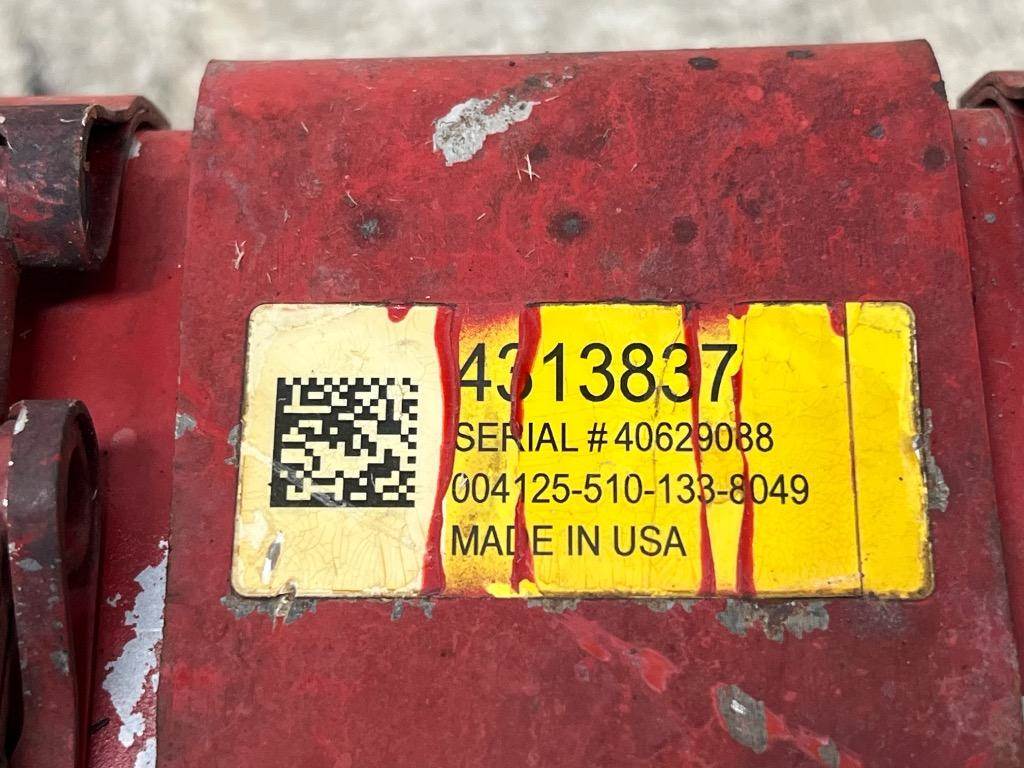 4313837
SERIAL # 40629088
004125-510-133-8049
MADE IN USA